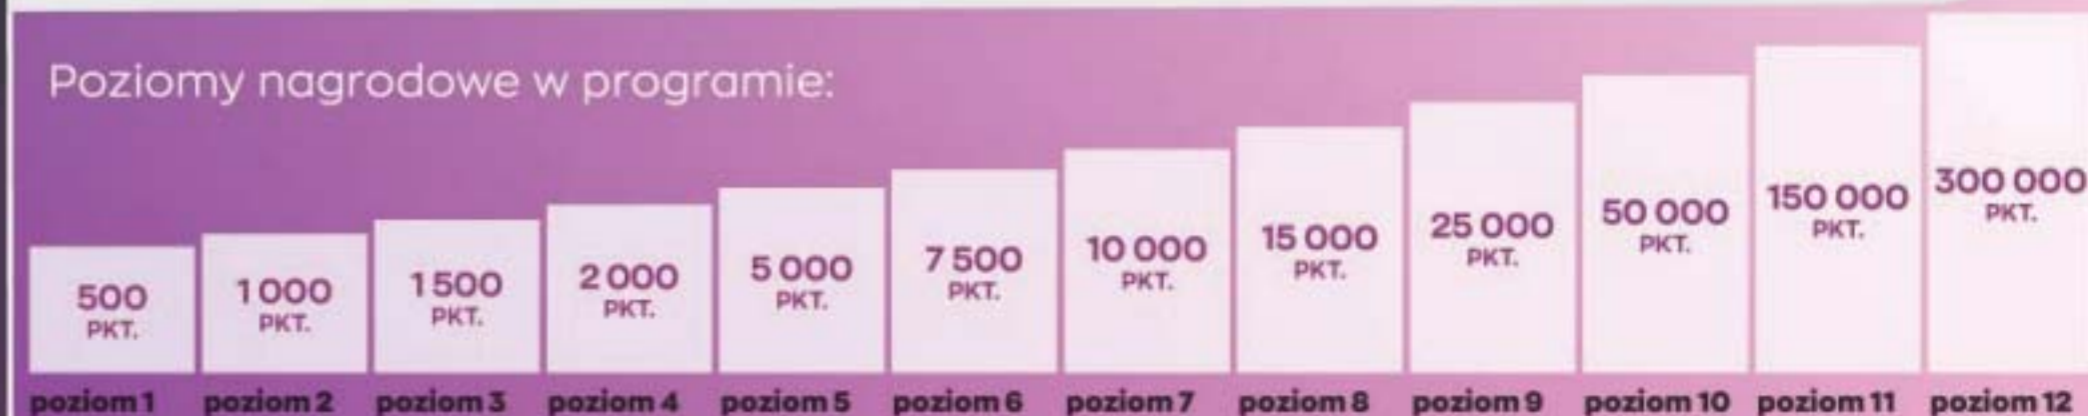 Poziomy nagrodowe w programie:
500
PKT.
1 000
PKT.
1 500
PKT.
2 000
PKT.
5 000
PKT.
7 500
PKT.
10 000
PKT.
15 000
PKT.
25 000
PKT.
50 000
PKT.
150 000
PKT.
300 000
PKT.
poziom 1 poziom 2 poziom 3 poziom 4 poziom 5 poziom 6 poziom 7 poziom 8 poziom 9 poziom 10 poziom 11 poziom 12